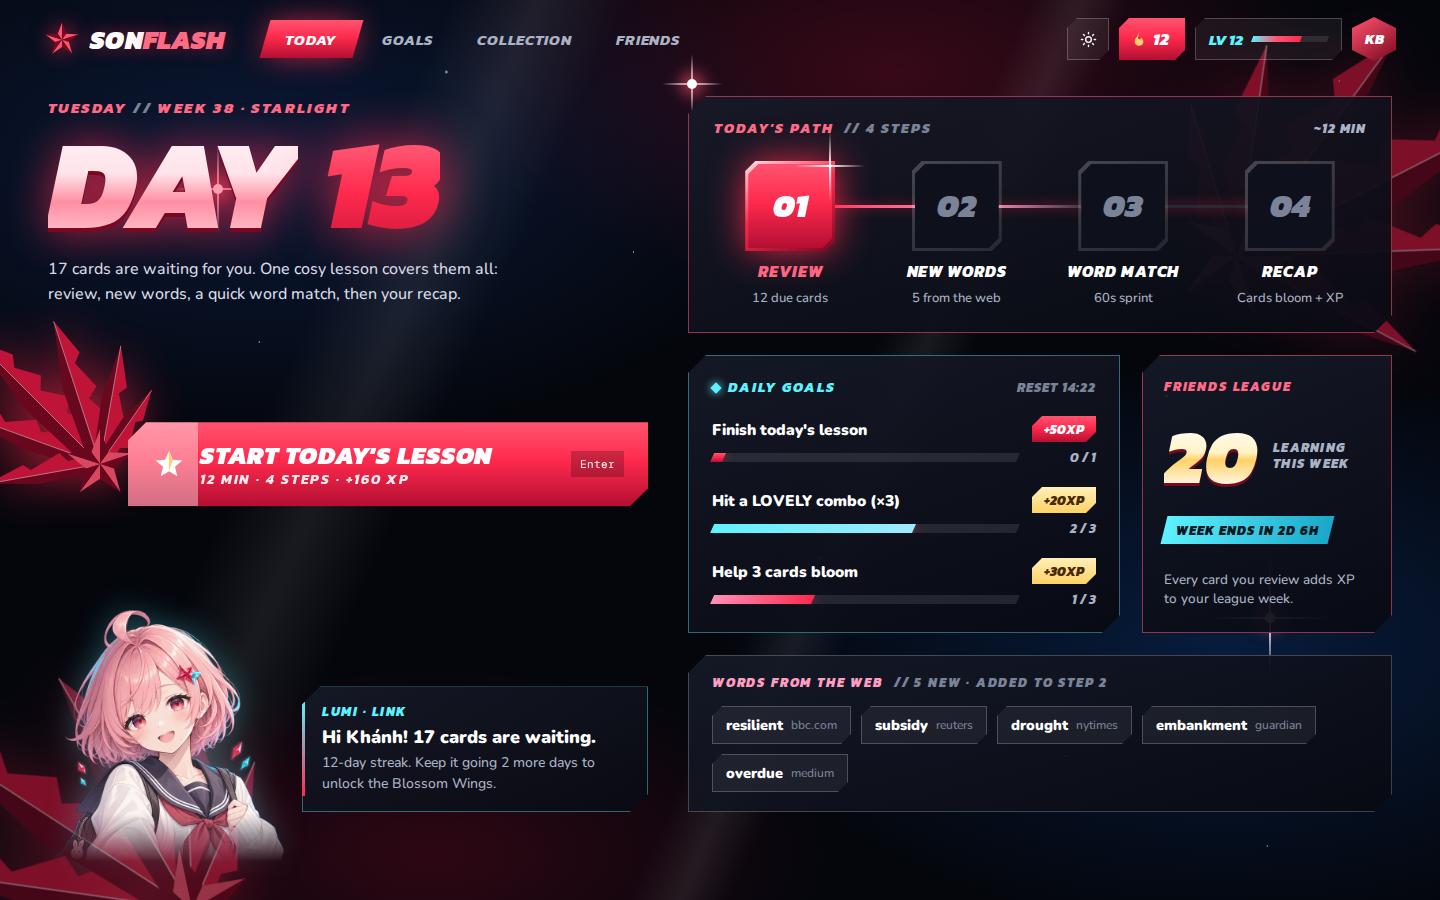 SONFLASH
TODAY
GOALS
COLLECTION
FRIENDS
12
LV 12
KB
TUESDAY // WEEK 38 · STARLIGHT
DAY 13
17 cards are waiting for you. One cosy lesson covers them all:
review, new words, a quick word match, then your recap.
START TODAY'S LESSON
12 MIN · 4 STEPS · +160 XP
Enter
LUMI · LINK
Hi Khánh! 17 cards are waiting.
12-day streak. Keep it going 2 more days to
unlock the Blossom Wings.
TODAY'S PATH // 4 STEPS
~12 MIN
01
02
03
04
REVIEW
NEW WORDS
WORD MATCH
RECAP
12 due cards
5 from the web
60s sprint
Cards bloom + XP
DAILY GOALS
RESET 14:22
Finish today's lesson
+50XP
0 / 1
Hit a LOVELY combo (×3)
+20XP
2 / 3
Help 3 cards bloom
+30XP
1 / 3
FRIENDS LEAGUE
20
LEARNING
THIS WEEK
WEEK ENDS IN 2D 6H
Every card you review adds XP
to your league week.
WORDS FROM THE WEB // 5 NEW · ADDED TO STEP 2
resilient bbc.com
subsidy reuters
drought nytimes
embankment guardian
overdue medium